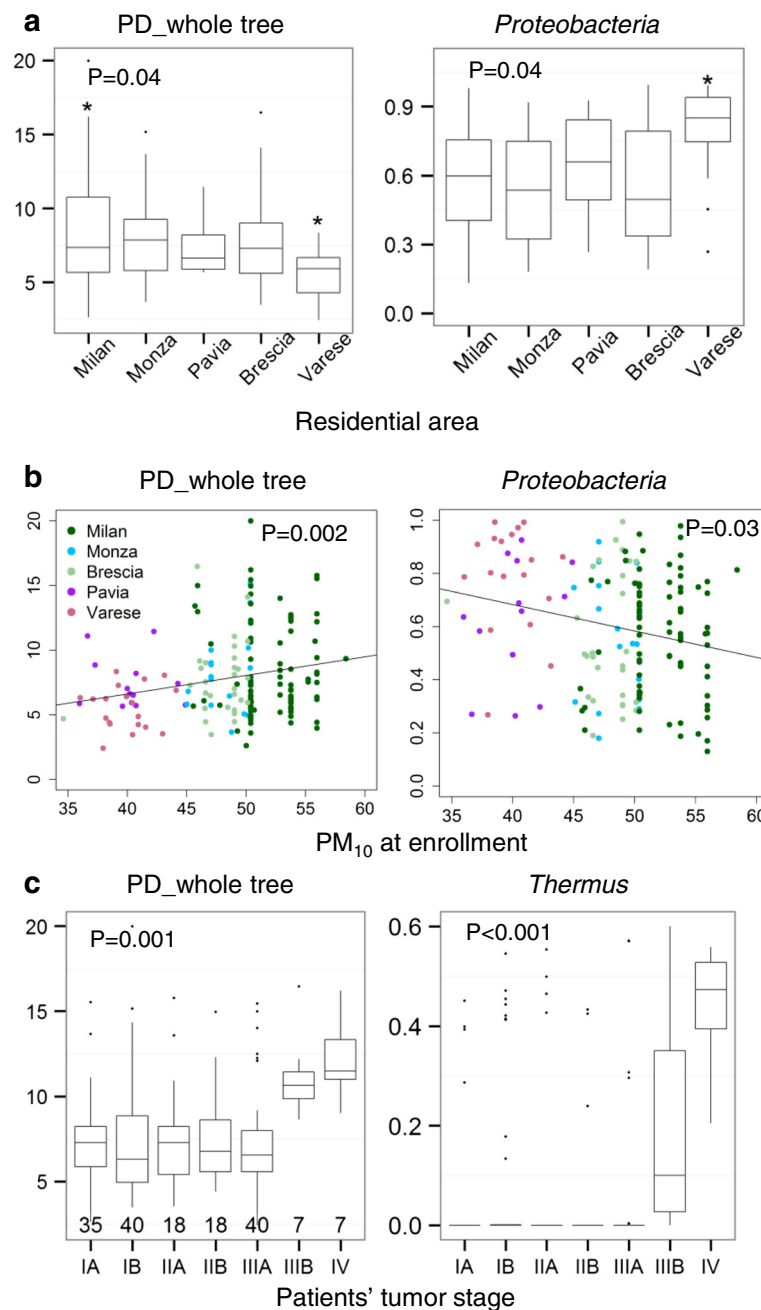 a
PD_whole tree
Proteobacteria
20
15
10
5
P=0.04
*
*
Milan
Monza
Pavia
Brescia
Varese
0.9
0.6
0.3
0.0
P=0.04
*
Milan
Monza
Pavia
Brescia
Varese
Residential area
b
PD_whole tree
Proteobacteria
20
15
10
5
0
Milan
Monza
Brescia
Pavia
Varese
P=0.002
35 40 45 50 55 60
1.0
0.8
0.6
0.4
0.2
0.0
P=0.03
35 40 45 50 55 60
PM10 at enrollment
c
PD_whole tree
Thermus
20
15
10
5
P=0.001
35 40 18 18 40 7 7
IA IB IIA IIB IIIA IIIB IV
0.6
0.4
0.2
0.0
P<0.001
IA IB IIA IIB IIIA IIIB IV
Patients' tumor stage